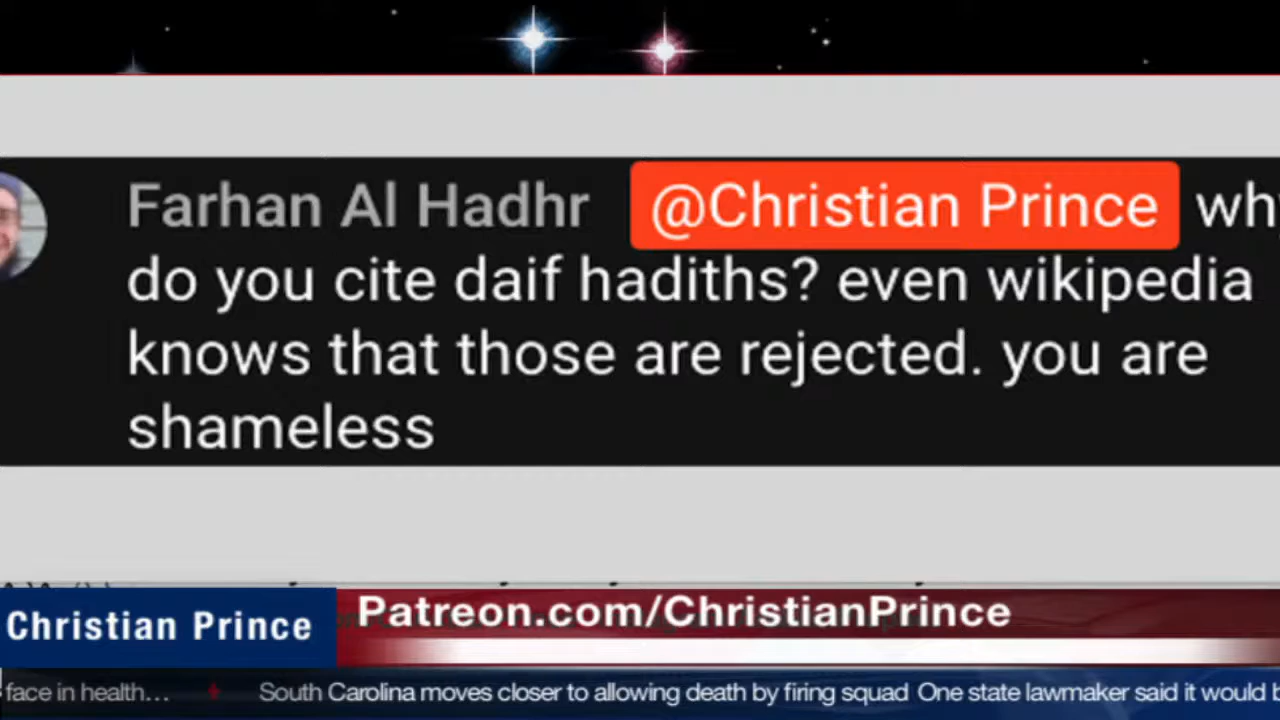 Farhan Al Hadhr @Christian Prince
do you cite daif hadiths? even wikipedia
knows that those are rejected. you are
shameless
Christian Prince
Patreon.com/ChristianPrince
face in health... South Carolina moves closer to allowing death by firing squad One state lawmaker said it would